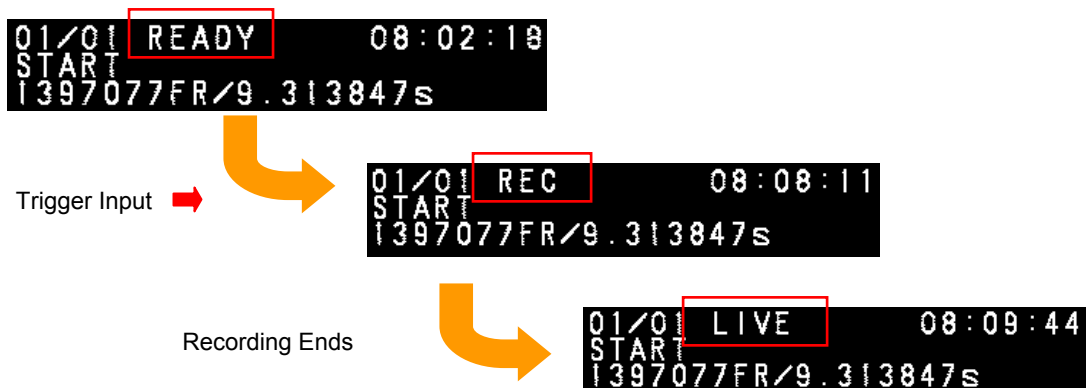 01/01 READY 08:02:18
START
1397077FR/9.313847s
Trigger Input
01/01 REC 08:08:11
START
1397077FR/9.313847s
Recording Ends
01/01 LIVE 08:09:44
START
1397077FR/9.313847s